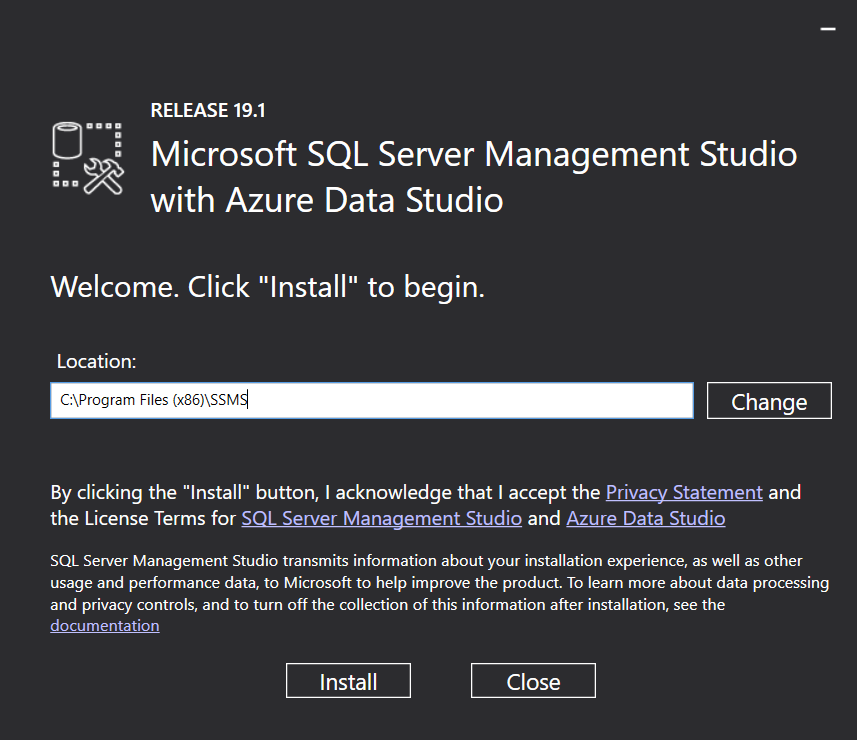 RELEASE 19.1
Microsoft SQL Server Management Studio
with Azure Data Studio
Welcome. Click "Install" to begin.
Location:
C:\Program Files (x86)\SSMS
Change
By clicking the "Install" button, I acknowledge that I accept the Privacy Statement and
the License Terms for SQL Server Management Studio and Azure Data Studio
SQL Server Management Studio transmits information about your installation experience, as well as other
usage and performance data, to Microsoft to help improve the product. To learn more about data processing
and privacy controls, and to turn off the collection of this information after installation, see the
documentation
Install
Close